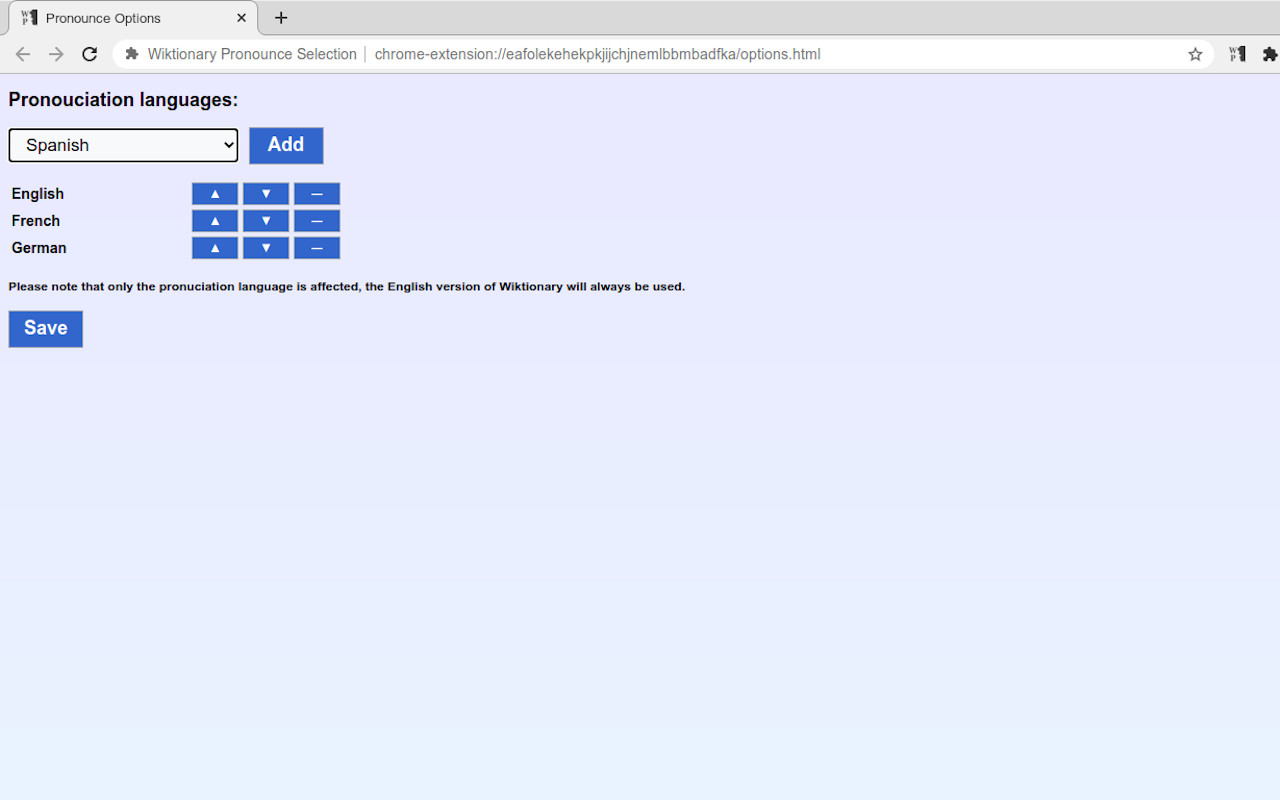 Pronounce Options
Wiktionary Pronounce Selection | chrome-extension://eafolekehekpkjijchjnemlbbmbadfka/options.html
Pronouciation languages:
Spanish Add
English ▲ ▼ —
French ▲ ▼ —
German ▲ ▼ —
Please note that only the pronuciation language is affected, the English version of Wiktionary will always be used.
Save